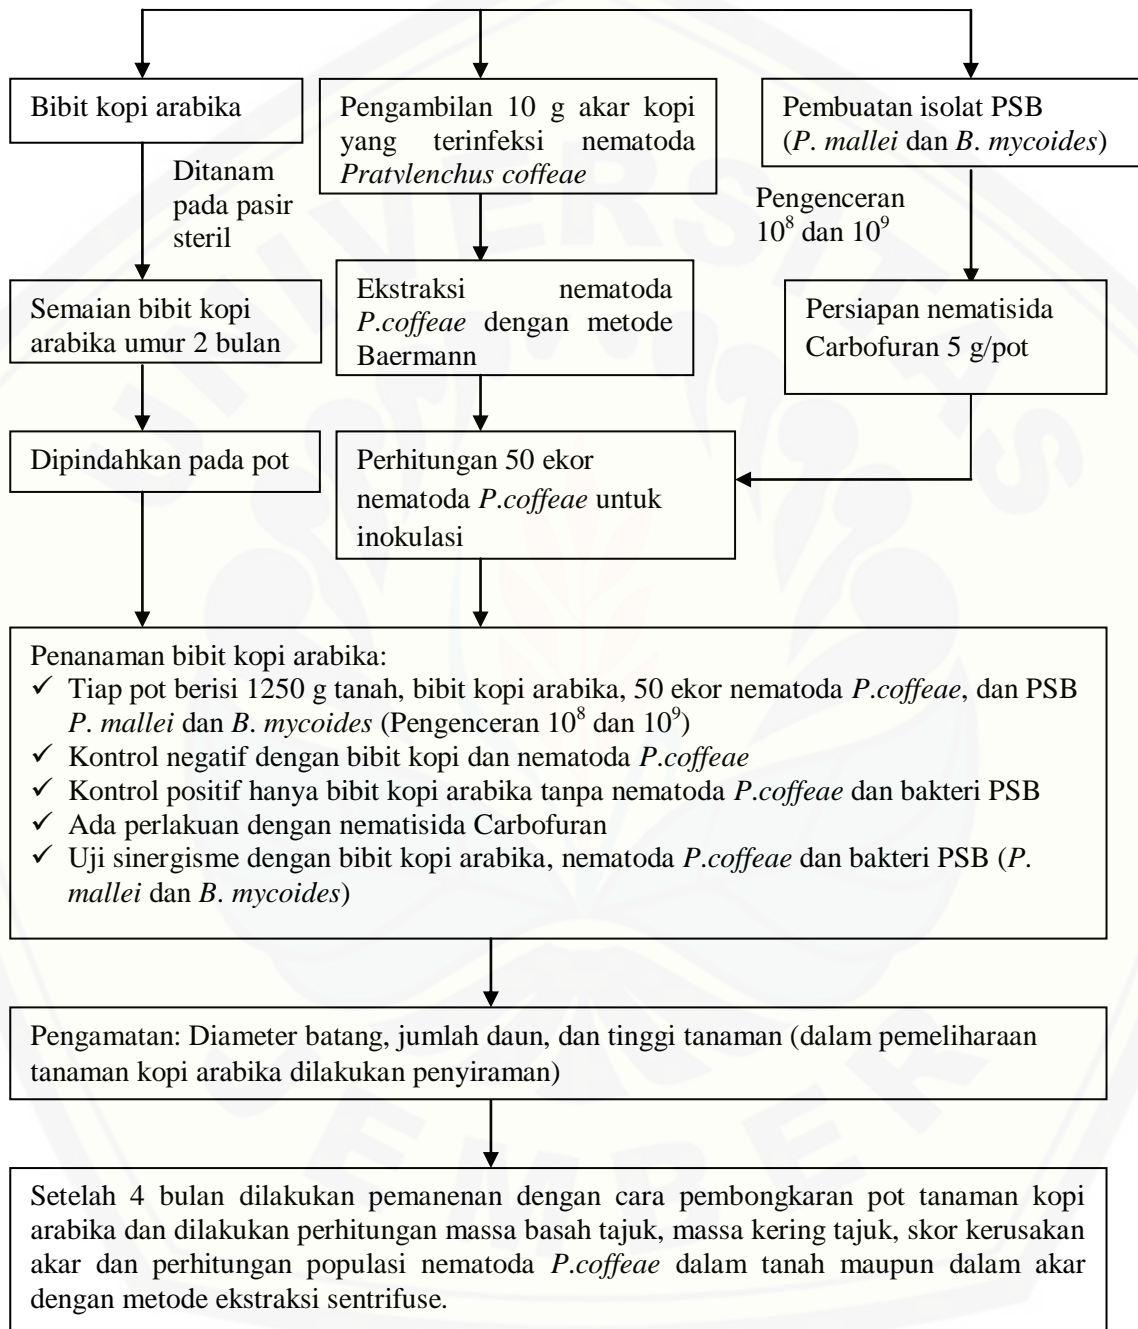 Bibit kopi arabika
Ditanam
pada pasir
steril
Semaian bibit kopi
arabika umur 2 bulan
Dipindahkan pada pot
Pengambilan 10 g akar kopi
yang terinfeksi nematoda
Pratylenchus coffeae
Ekstraksi nematoda
P.coffeae dengan metode
Baermann
Perhitungan 50 ekor
nematoda P.coffeae untuk
inokulasi
Pembuatan isolat PSB
(P. mallei dan B. mycoides)
Pengenceran
10⁸ dan 10⁹
Persiapan nematisida
Carbofuran 5 g/pot
Penanaman bibit kopi arabika:
✓ Tiap pot berisi 1250 g tanah, bibit kopi arabika, 50 ekor nematoda P.coffeae, dan PSB
P. mallei dan B. mycoides (Pengenceran 10⁸ dan 10⁹)
✓ Kontrol negatif dengan bibit kopi dan nematoda P.coffeae
✓ Kontrol positif hanya bibit kopi arabika tanpa nematoda P.coffeae dan bakteri PSB
✓ Ada perlakuan dengan nematisida Carbofuran
✓ Uji sinergisme dengan bibit kopi arabika, nematoda P.coffeae dan bakteri PSB (P.
mallei dan B. mycoides)
Pengamatan: Diameter batang, jumlah daun, dan tinggi tanaman (dalam pemeliharaan
tanaman kopi arabika dilakukan penyiraman)
Setelah 4 bulan dilakukan pemanenan dengan cara pembongkaran pot tanaman kopi
arabika dan dilakukan perhitungan massa basah tajuk, massa kering tajuk, skor kerusakan
akar dan perhitungan populasi nematoda P.coffeae dalam tanah maupun dalam akar
dengan metode ekstraksi sentrifuse.
UNIVERSITAS
JEMBER